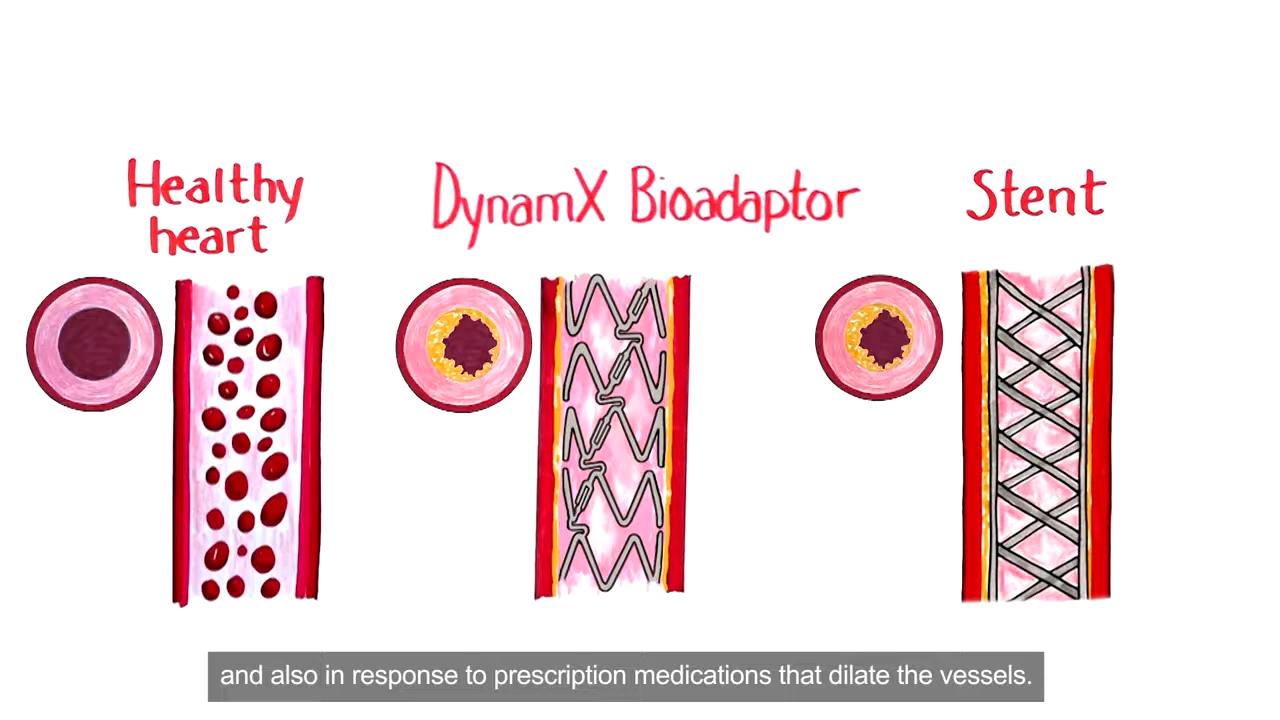 Healthy
heart
DynamX Bioadaptor
Stent
and also in response to prescription medications that dilate the vessels.